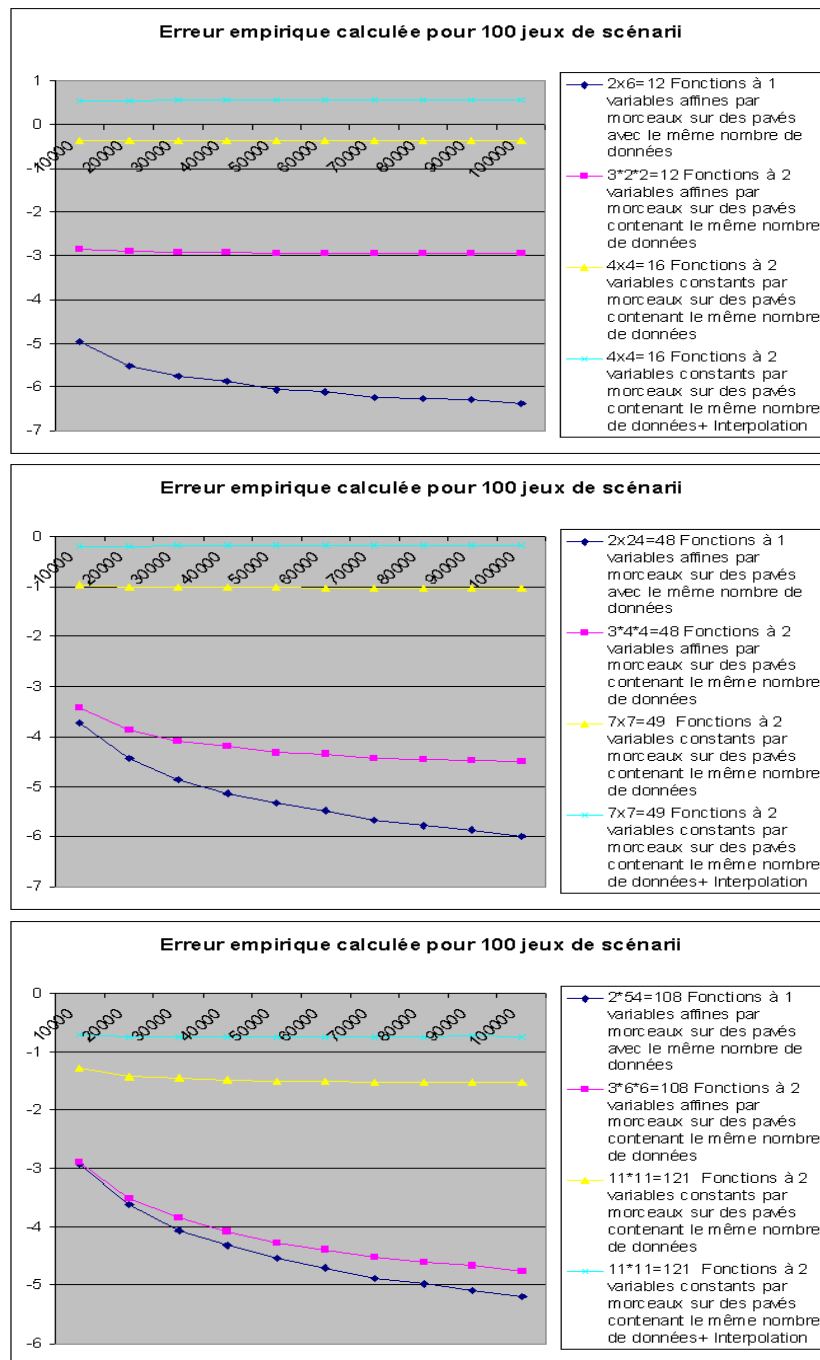 Erreur empirique calculée pour 100 jeux de scénarii
1
0
-1
-2
-3
-4
-5
-6
-7
10000
20000
30000
40000
50000
60000
70000
80000
90000
100000
2x6=12 Fonctions à 1
variables affines par
morceaux sur des pavés
avec le même nombre de
données
3*2*2=12 Fonctions à 2
variables affines par
morceaux sur des pavés
contenant le même nombre
de données
4x4=16 Fonctions à 2
variables constants par
morceaux sur des pavés
contenant le même nombre
de données
4x4=16 Fonctions à 2
variables constants par
morceaux sur des pavés
contenant le même nombre
de données+ Interpolation
Erreur empirique calculée pour 100 jeux de scénarii
0
-1
-2
-3
-4
-5
-6
-7
10000
20000
30000
40000
50000
60000
70000
80000
90000
100000
2x24=48 Fonctions à 1
variables affines par
morceaux sur des pavés
avec le même nombre de
données
3*4*4=48 Fonctions à 2
variables affines par
morceaux sur des pavés
contenant le même nombre
de données
7x7=49 Fonctions à 2
variables constants par
morceaux sur des pavés
contenant le même nombre
de données
7x7=49 Fonctions à 2
variables constants par
morceaux sur des pavés
contenant le même nombre
de données+ Interpolation
Erreur empirique calculée pour 100 jeux de scénarii
0
-1
-2
-3
-4
-5
-6
10000
20000
30000
40000
50000
60000
70000
80000
90000
100000
2*54=108 Fonctions à 1
variables affines par
morceaux sur des pavés
avec le même nombre de
données
3*6*6=108 Fonctions à 2
variables affines par
morceaux sur des pavés
contenant le même nombre
de données
11*11=121 Fonctions à 2
variables constants par
morceaux sur des pavés
contenant le même nombre
de données
11*11=121 Fonctions à 2
variables constants par
morceaux sur des pavés
contenant le même nombre
de données+ Interpolation